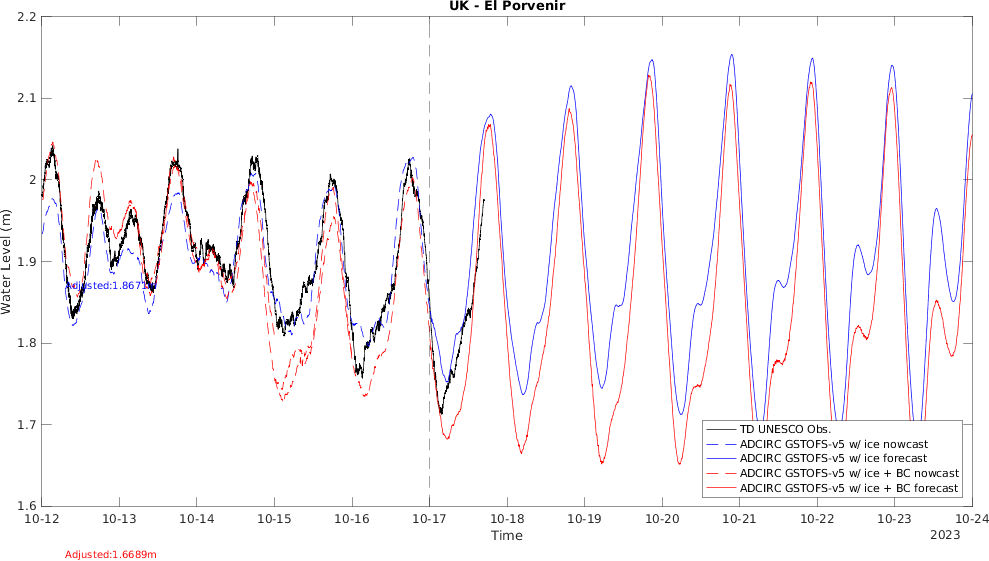 UK - El Porvenir
2.2
2.1
2
1.9
1.8
1.7
1.6
Water Level (m)
Adjusted:1.8671m
TD UNESCO Obs.
ADCIRC GSTOFS-v5 w/ ice nowcast
ADCIRC GSTOFS-v5 w/ ice forecast
ADCIRC GSTOFS-v5 w/ ice + BC nowcast
ADCIRC GSTOFS-v5 w/ ice + BC forecast
10-12 10-13 10-14 10-15 10-16 10-17 10-18 10-19 10-20 10-21 10-22 10-23 10-24
Time
2023
Adjusted:1.6689m